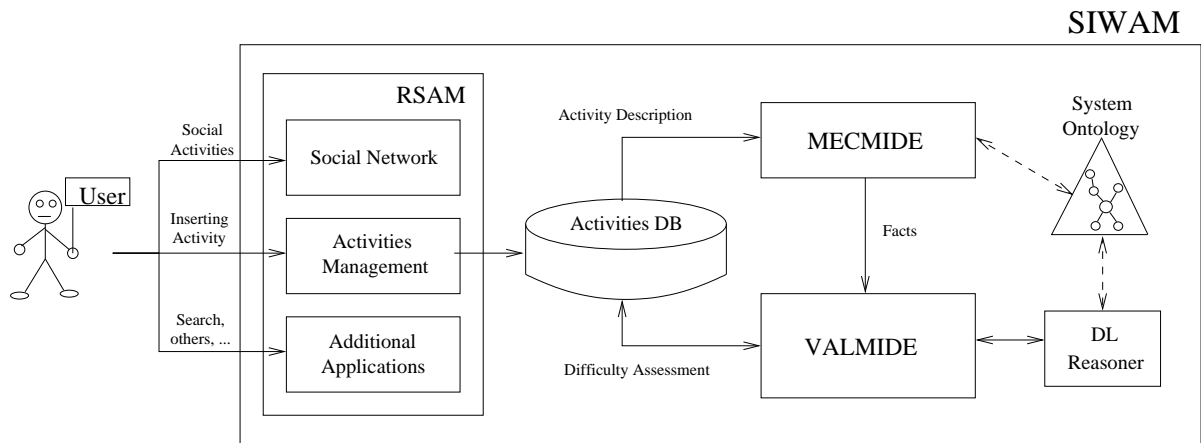 SIWAM
RSAM
User
Social
Activities
Social Network
Inserting
Activity
Activities
Management
Search,
others, ...
Additional
Applications
Activity Description
Activities DB
Difficulty Assessment
MECMIDE
Facts
VALMIDE
System
Ontology
DL
Reasoner